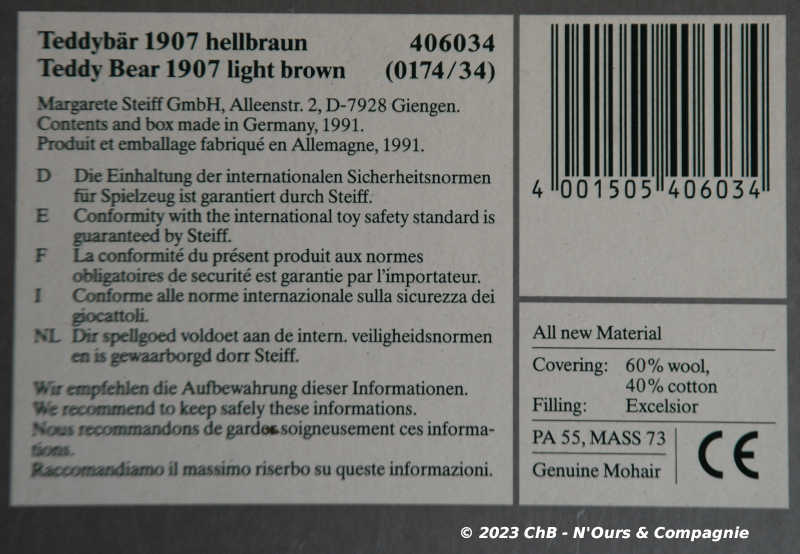 Teddybär 1907 hellbraun 406034
Teddy Bear 1907 light brown (0174/34)
Margarete Steiff GmbH, Alleenstr. 2, D-7928 Giengen.
Contents and box made in Germany, 1991.
Produit et emballage fabriqué en Allemagne, 1991.
D Die Einhaltung der internationalen Sicherheitsnormen
für Spielzeug ist garantiert durch Steiff.
E Conformity with the international toy safety standard is
guaranteed by Steiff.
F La conformité du présent produit aux normes
obligatoires de securité est garantie par l'importateur.
I Conforme alle norme internazionale sulla sicurezza dei
giocattoli.
NL Dir spellgoed voldoet aan de intern. veiligheidsnormen
en is gewaarborgd dorr Steiff.
Wir empfehlen die Aufbewahrung dieser Informationen.
We recommend to keep safely these informations.
Nous recommandons de garder soigneusement ces informa-
tions.
Raccomandiamo il massimo riserbo su queste informazioni.
4 001505 406034
All new Material
Covering: 60% wool,
40% cotton
Filling: Excelsior
PA 55, MASS 73
Genuine Mohair
CE
© 2023 ChB - N'Ours & Compagnie